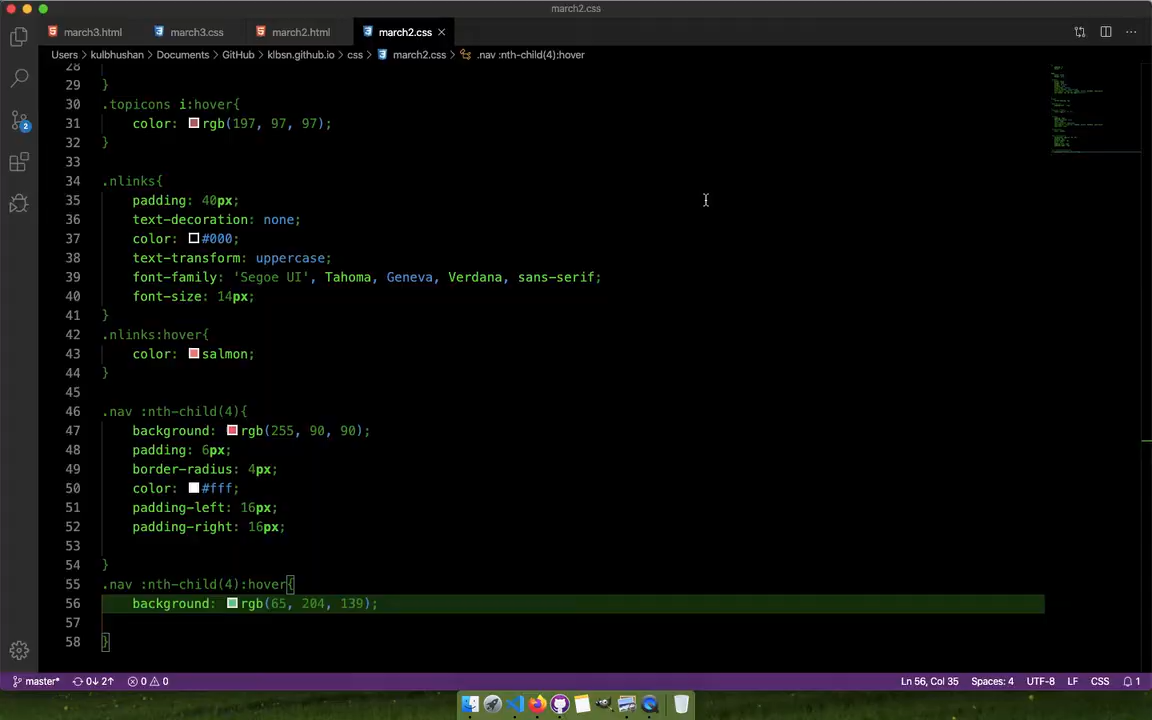 march2.css
march3.html march3.css march2.html march2.css
Users > kulbhushan > Documents > GitHub > klbsn.github.io > css > march2.css > .nav :nth-child(4):hover
28
29 }
30 .topicons i:hover{
31 color: rgb(197, 97, 97);
32 }
33
34 .nlinks{
35 padding: 40px;
36 text-decoration: none;
37 color: #000;
38 text-transform: uppercase;
39 font-family: 'Segoe UI', Tahoma, Geneva, Verdana, sans-serif;
40 font-size: 14px;
41 }
42 .nlinks:hover{
43 color: salmon;
44 }
45
46 .nav :nth-child(4){
47 background: rgb(255, 90, 90);
48 padding: 6px;
49 border-radius: 4px;
50 color: #fff;
51 padding-left: 16px;
52 padding-right: 16px;
53
54 }
55 .nav :nth-child(4):hover{
56 background: rgb(65, 204, 139);
57
58 }
2
master* 0↓ 2↑ 0 0 Ln 56, Col 35 Spaces: 4 UTF-8 LF CSS 1